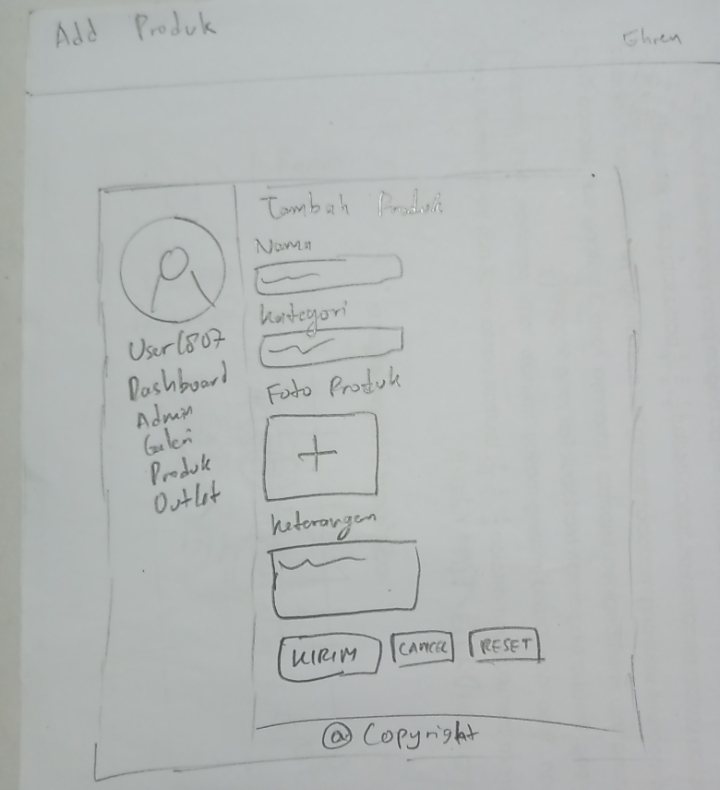 Add Produk
Ehren
Tambah Produk
Nama
Kategori
Foto Produk
+
Keterangan
KIRIM
CANCEL
RESET
User1807
Dashboard
Admin
Galeri
Produk
Outlet
@ Copyright